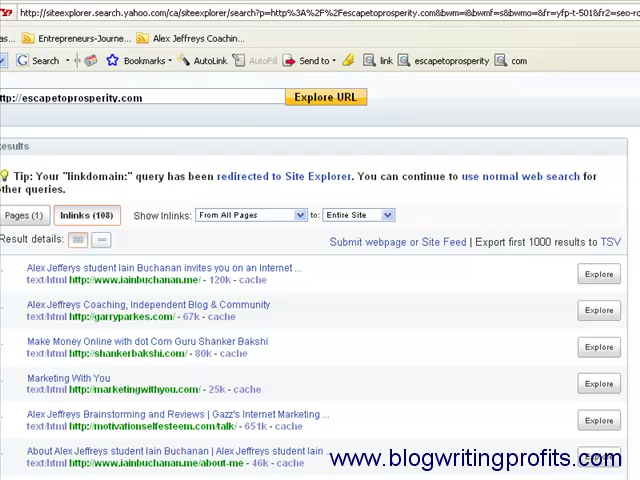 http://siteexplorer.search.yahoo.com/ca/siteexplorer/search?p=http%3A%2F%2Fescapetoprosperity.com&bwm=i&bwmf=s&bwmo=&fr=yfp-t-501&fr2=seo-r
as... Entrepreneurs-Journe... Alex Jeffreys Coachin...
Search Bookmarks AutoLink AutoFill Send to link escapetoprosperity com
ttp://escapetoprosperity.com Explore URL
esults
Tip: Your "linkdomain:" query has been redirected to Site Explorer. You can continue to use normal web search for
other queries.
Pages (1) Inlinks (108) Show Inlinks: From All Pages to: Entire Site
Result details:
Submit webpage or Site Feed | Export first 1000 results to TSV
Alex Jefferys student Iain Buchanan invites you on an Internet ...
text/html http://www.iainbuchanan.me/ - 120k - cache
Explore
Alex Jeffreys Coaching, Independent Blog & Community
text/html http://garryparkes.com/ - 67k - cache
Explore
Make Money Online with dot Com Guru Shanker Bakshi
text/html http://shankerbakshi.com/ - 80k - cache
Explore
Marketing With You
text/html http://marketingwithyou.com/ - 25k - cache
Explore
Alex Jeffreys Brainstorming and Reviews | Gazz's Internet Marketing ...
text/html http://motivationselfesteem.com/talk/ - 651k - cache
Explore
About Alex Jefferys student Iain Buchanan | Alex Jefferys student Iain
text/html http://www.iainbuchanan.me/about-me - 46k - cache
www.blogwritingprofits.com